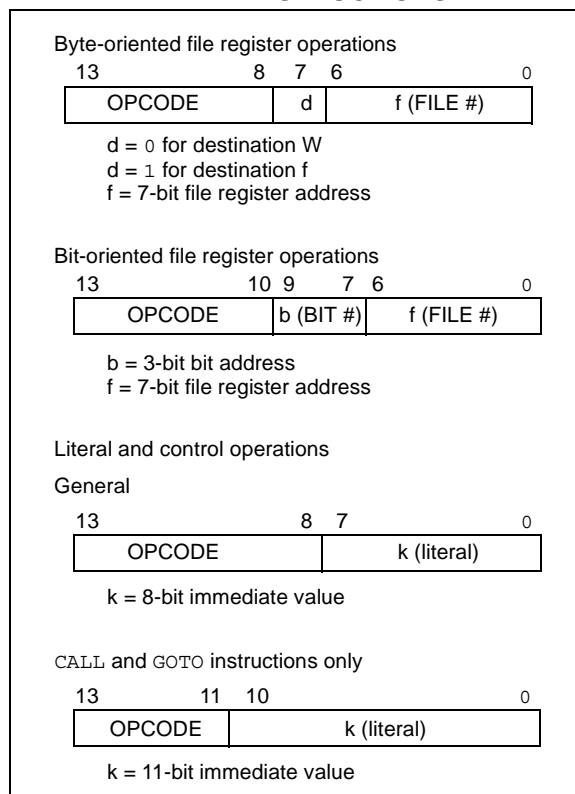 Byte-oriented file register operations
13 8 7 6 0
OPCODE d f (FILE #)
d = 0 for destination W
d = 1 for destination f
f = 7-bit file register address
Bit-oriented file register operations
13 10 9 7 6 0
OPCODE b (BIT #) f (FILE #)
b = 3-bit bit address
f = 7-bit file register address
Literal and control operations
General
13 8 7 0
OPCODE k (literal)
k = 8-bit immediate value
CALL and GOTO instructions only
13 11 10 0
OPCODE k (literal)
k = 11-bit immediate value